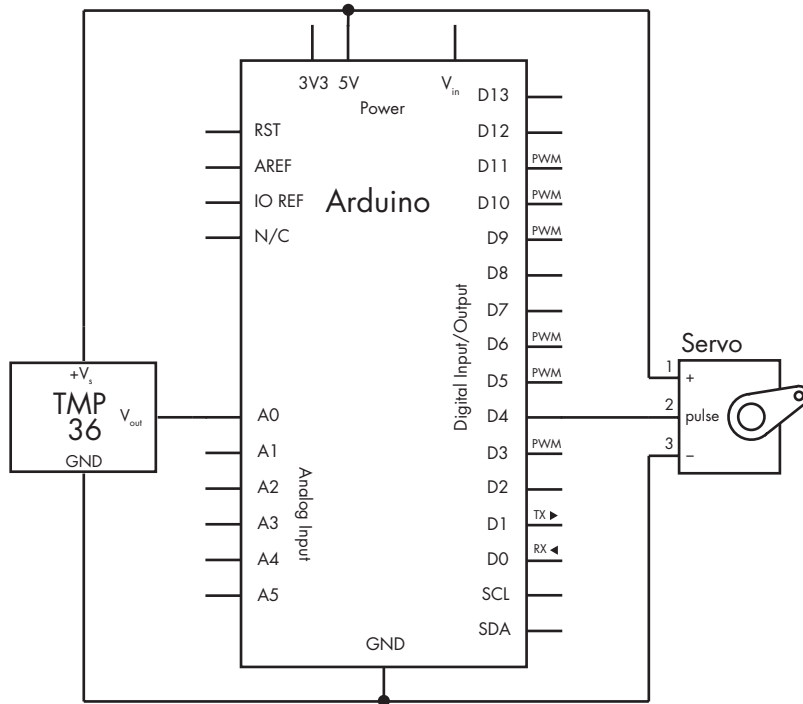 3V3 5V
V in
Power
Arduino
RST
AREF
IO REF
N/C
A0
A1
A2
A3
A4
A5
Analog Input
D13
D12
D11 PWM
D10 PWM
D9 PWM
D8
D7
D6 PWM
D5 PWM
D4
D3 PWM
D2
D1 TX ►
D0 RX ◄
SCL
SDA
Digital Input/Output
GND
+Vs
TMP
36
Vout
GND
Servo
1 +
2 pulse
3 –